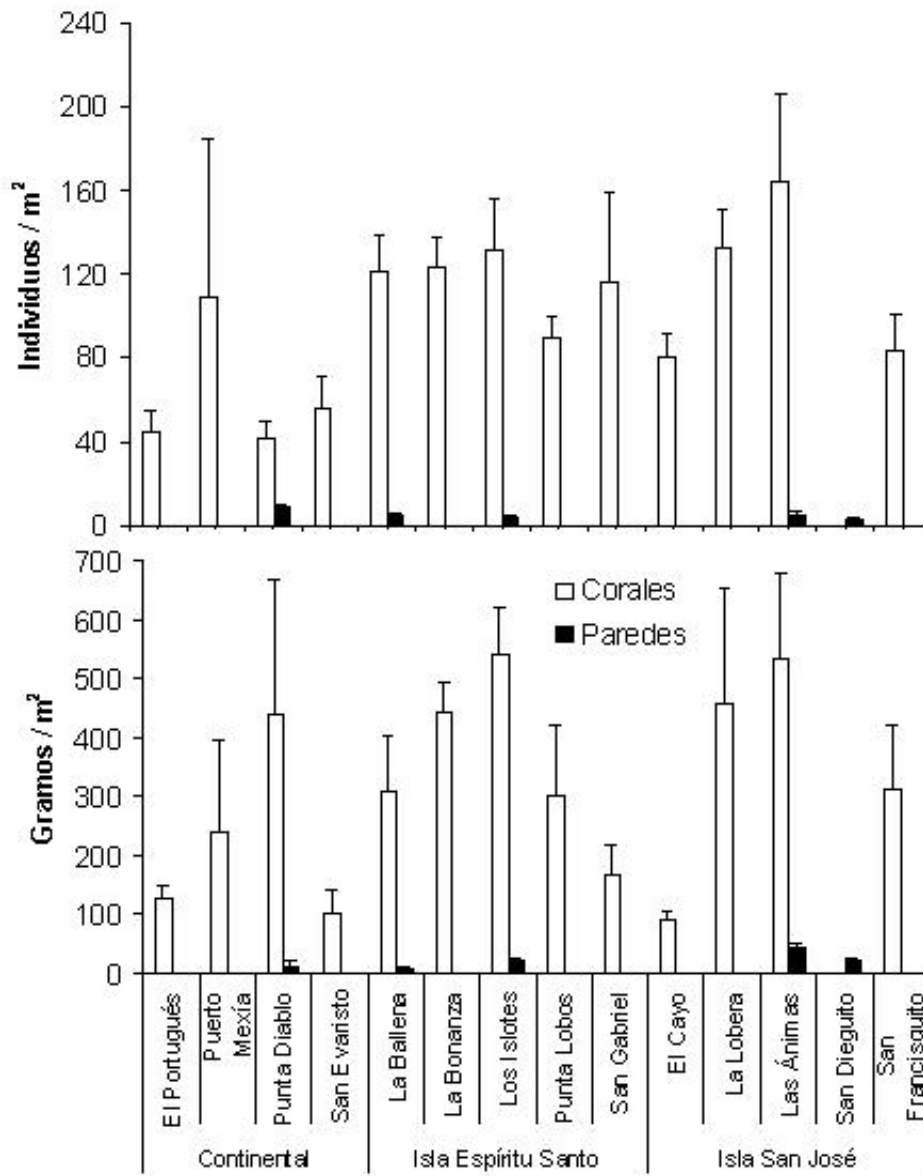 240
200
160
120
80
40
0
Individuos / m²
700
600
500
400
300
200
100
0
Gramos / m²
Corales
Paredes
El Portugués
Puerto
Mexía
Punta Diablo
San Evaristo
La Ballena
La Bonanza
Los Islotes
Punta Lobos
San Gabriel
El Cayo
La Lobera
Las Ánimas
San Dieguito
San
Francisquito
Continental
Isla Espíritu Santo
Isla San José